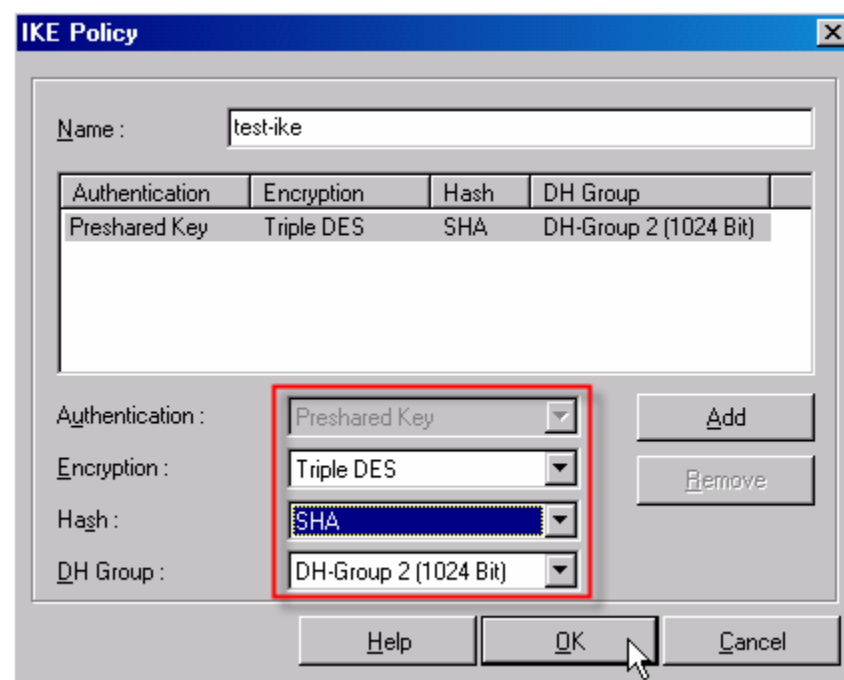 IKE Policy
Name : test-ike
Authentication Encryption Hash DH Group
Preshared Key Triple DES SHA DH-Group 2 (1024 Bit)
Authentication : Preshared Key Add
Encryption : Triple DES Remove
Hash : SHA
DH Group : DH-Group 2 (1024 Bit)
Help OK Cancel